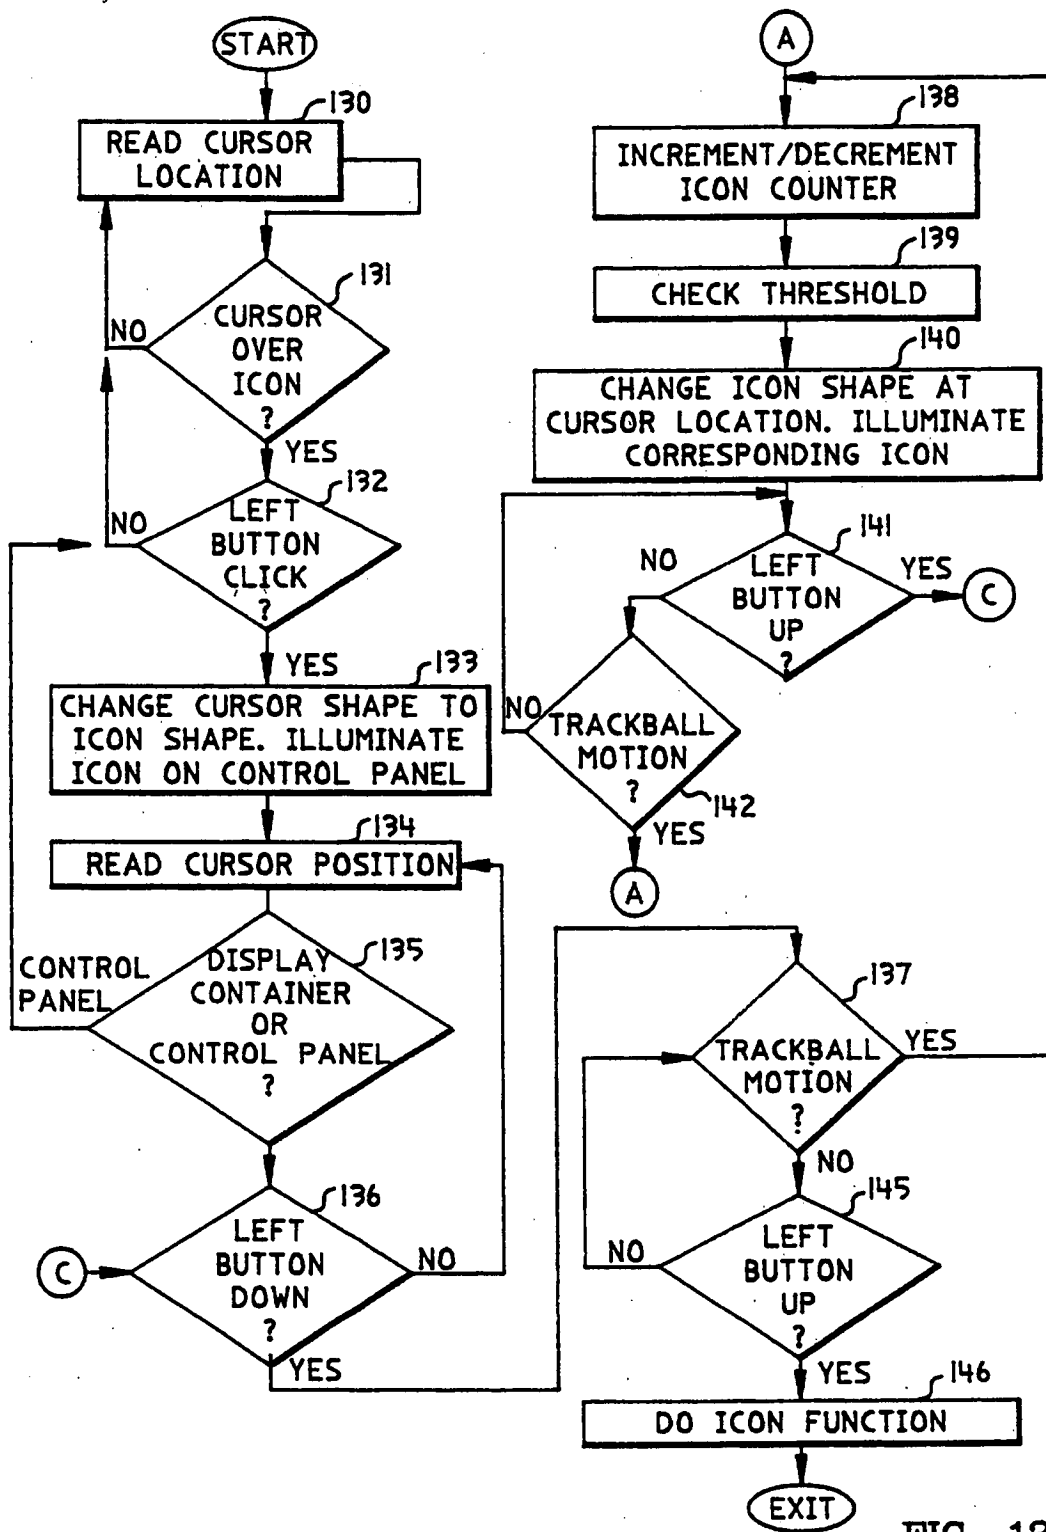 START
130
READ CURSOR
LOCATION
131
CURSOR
OVER
ICON
?
NO
YES
132
LEFT
BUTTON
CLICK
?
NO
YES
133
CHANGE CURSOR SHAPE TO
ICON SHAPE. ILLUMINATE
ICON ON CONTROL PANEL
134
READ CURSOR POSITION
135
DISPLAY
CONTAINER
OR
CONTROL PANEL
?
CONTROL
PANEL
136
LEFT
BUTTON
DOWN
?
C
NO
YES
A
138
INCREMENT/DECREMENT
ICON COUNTER
139
CHECK THRESHOLD
140
CHANGE ICON SHAPE AT
CURSOR LOCATION. ILLUMINATE
CORRESPONDING ICON
141
LEFT
BUTTON
UP
?
NO
YES
C
NO
TRACKBALL
MOTION
?
142
YES
A
137
TRACKBALL
MOTION
?
YES
NO
145
LEFT
BUTTON
UP
?
NO
YES
146
DO ICON FUNCTION
EXIT